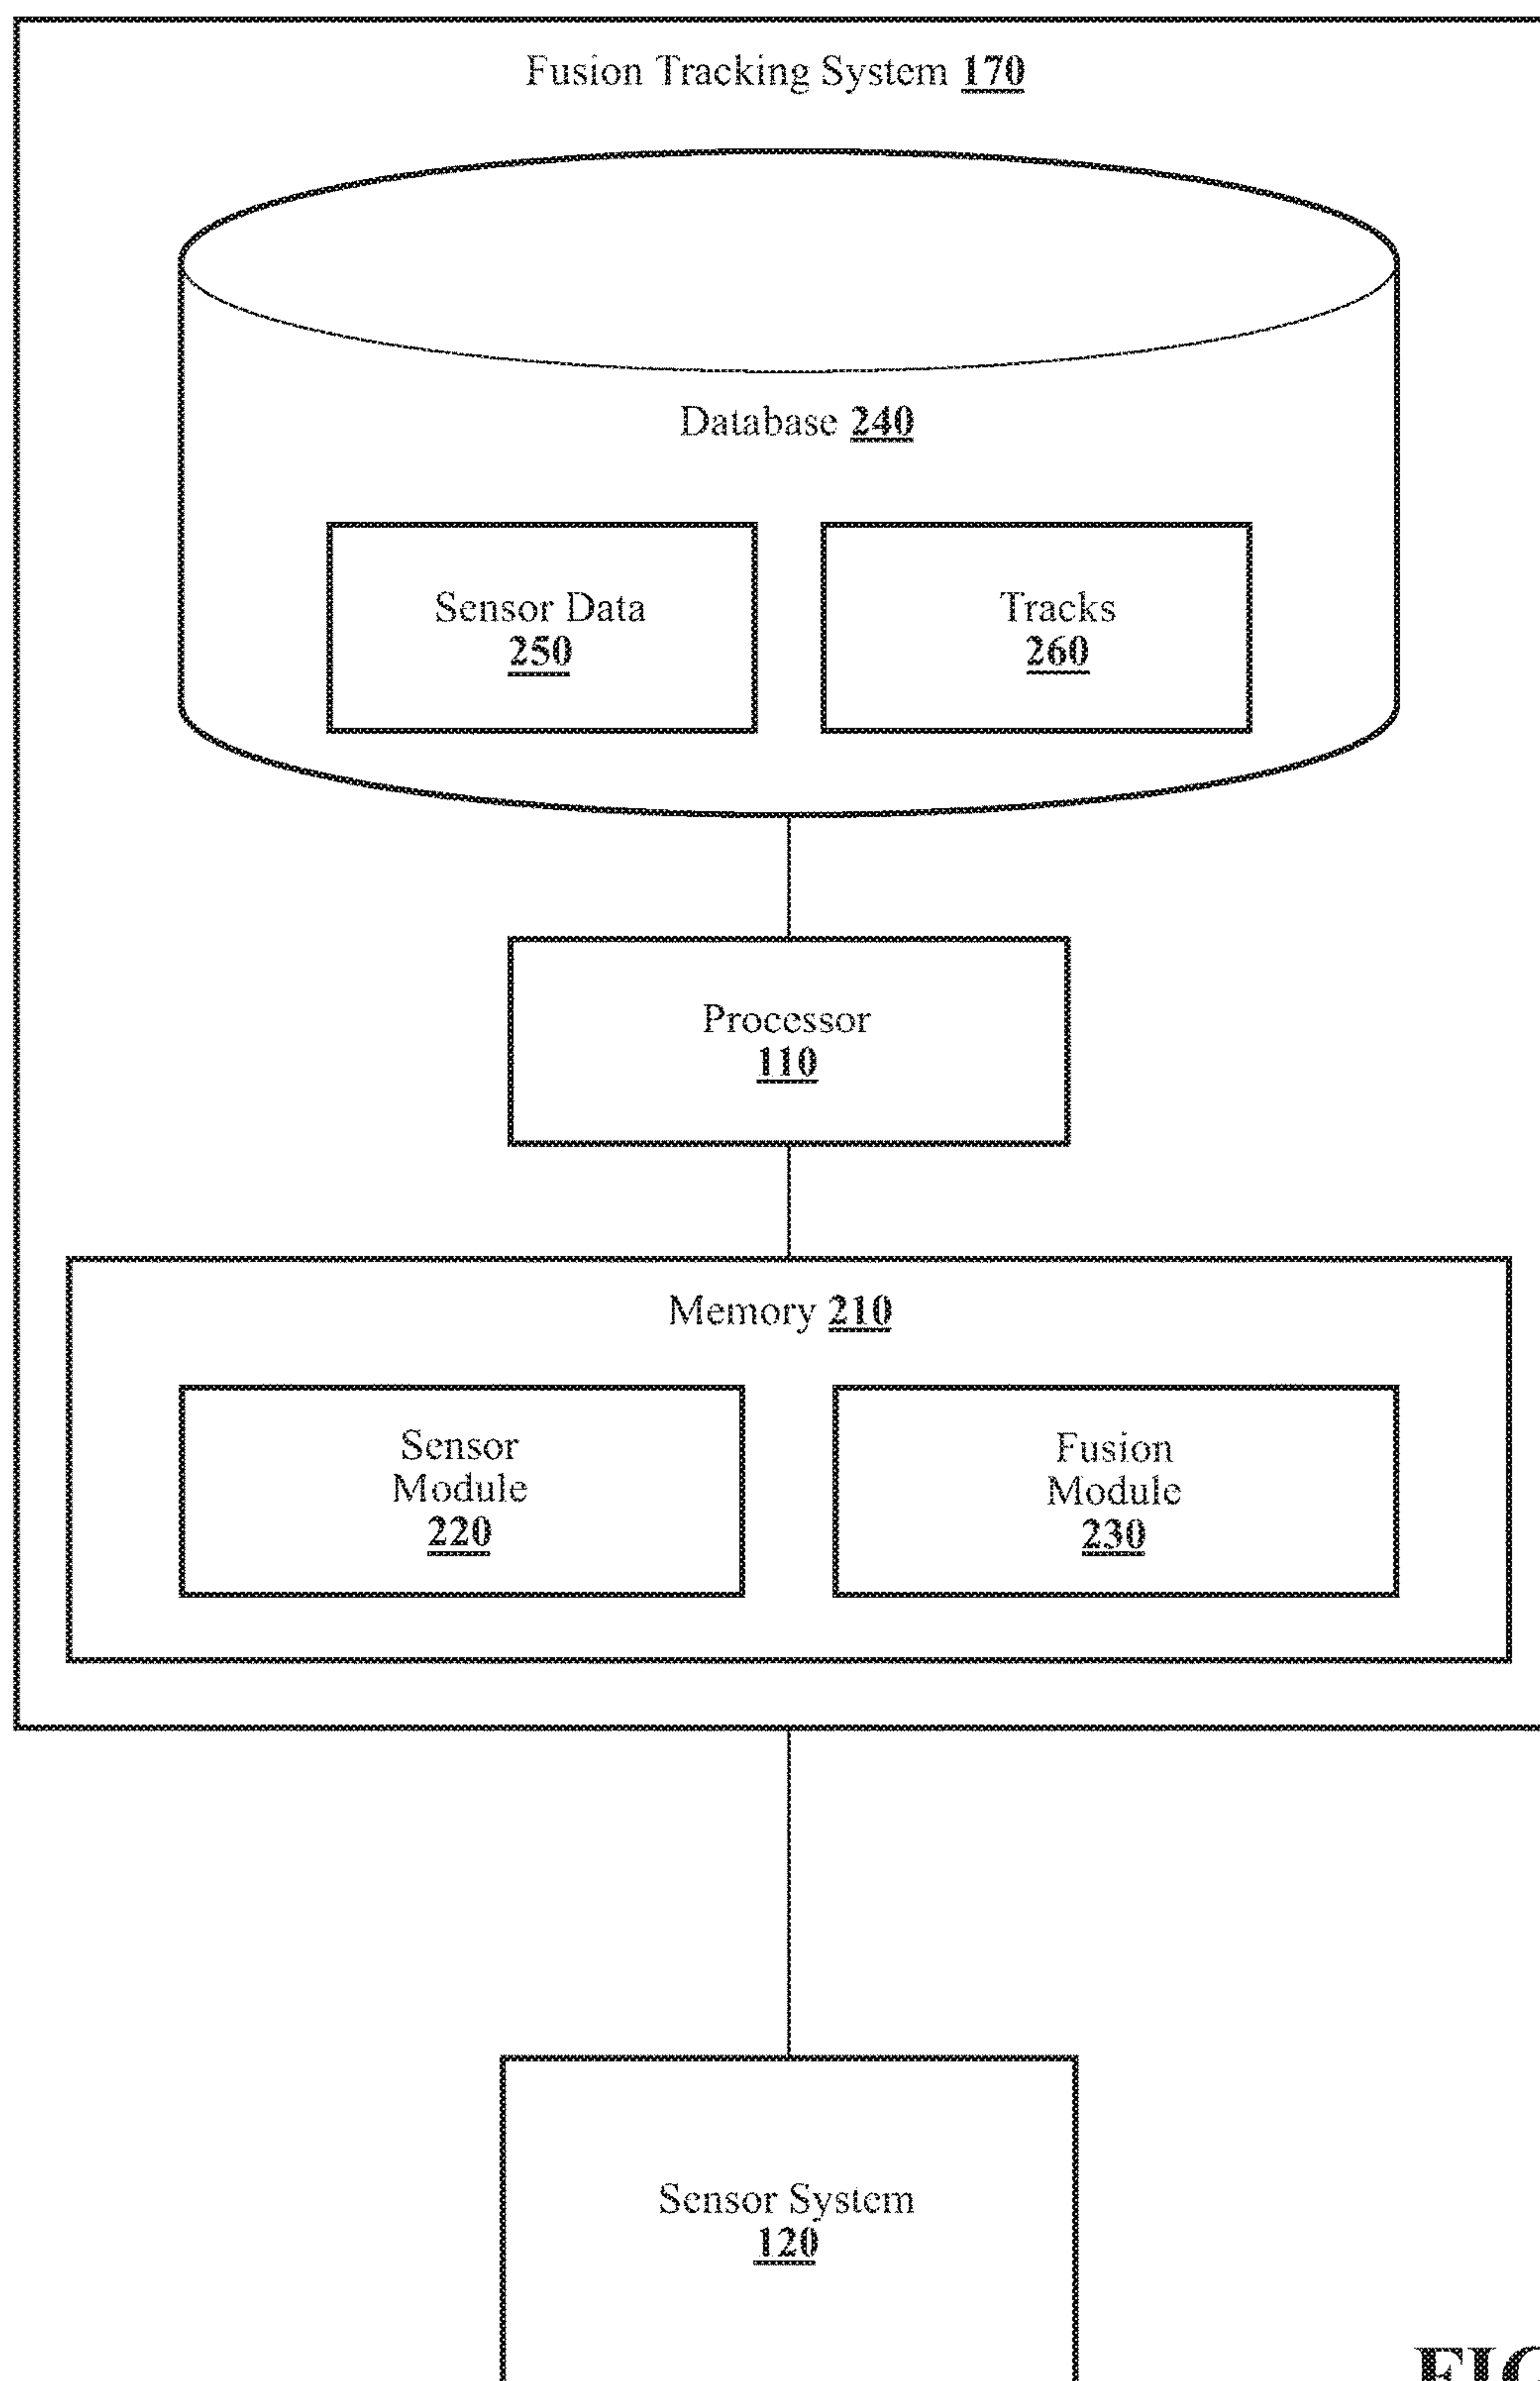 Fusion Tracking System 170
Database 240
Sensor Data
250
Tracks
260
Processor
110
Memory 210
Sensor
Module
220
Fusion
Module
230
Sensor System
120